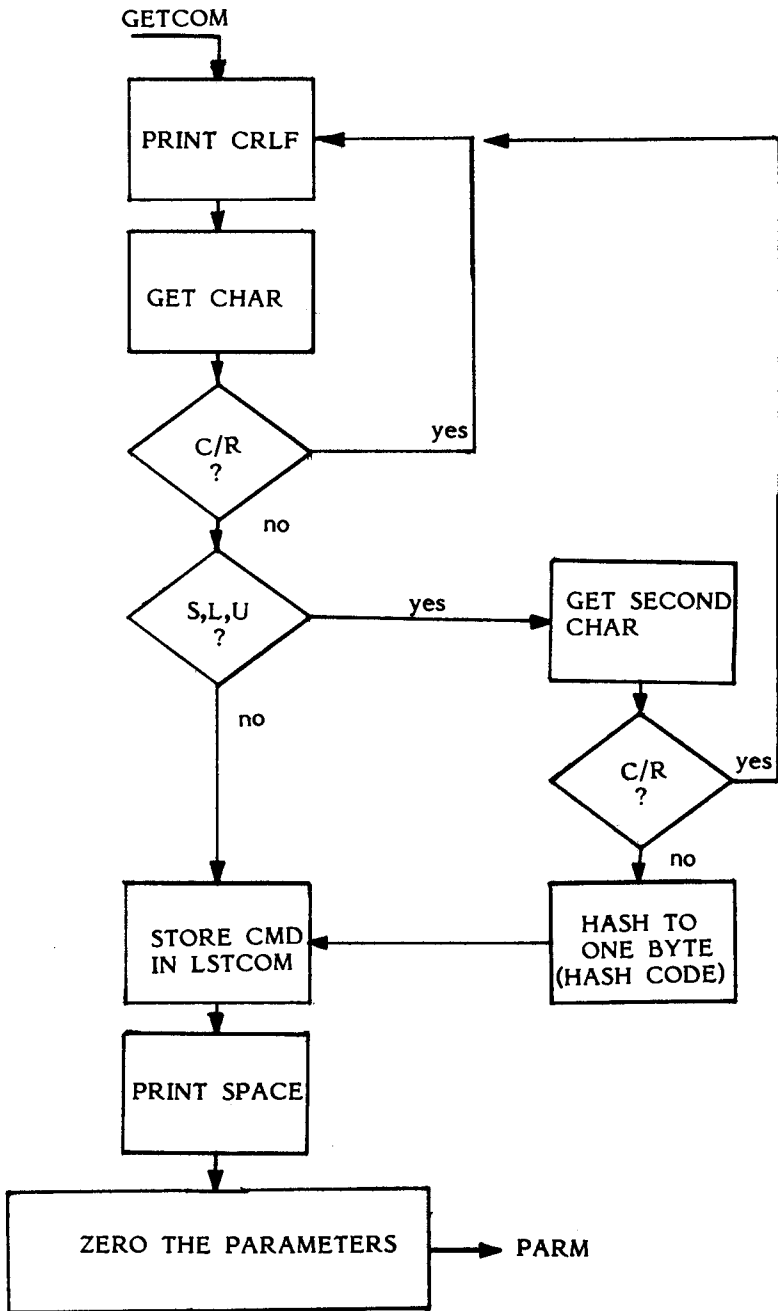 GETCOM
PRINT CRLF
GET CHAR
C/R
?
yes
no
S,L,U
?
yes
no
GET SECOND
CHAR
C/R
?
yes
no
HASH TO
ONE BYTE
(HASH CODE)
STORE CMD
IN LSTCOM
PRINT SPACE
ZERO THE PARAMETERS
PARM